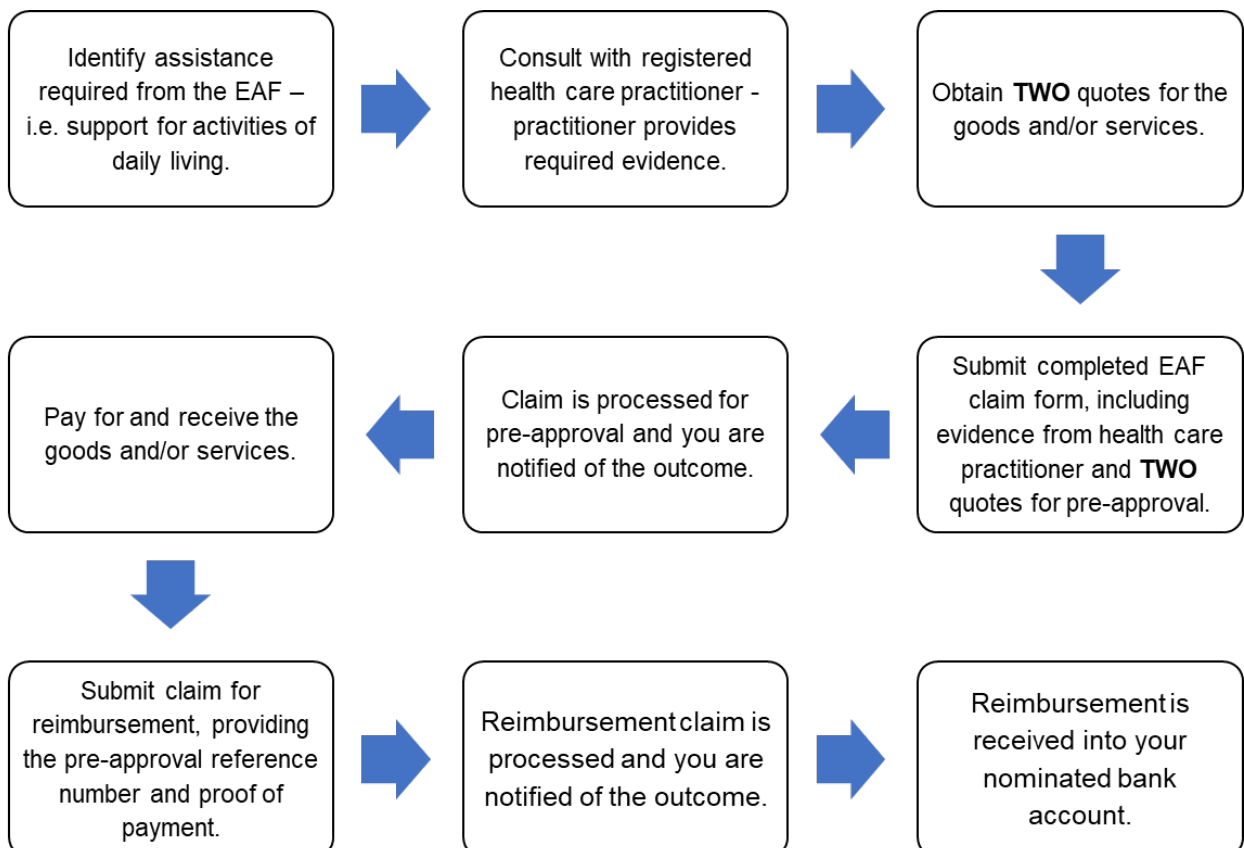 Identify assistance
required from the EAF –
i.e. support for activities of
daily living.
Consult with registered
health care practitioner -
practitioner provides
required evidence.
Obtain TWO quotes for the
goods and/or services.
Submit completed EAF
claim form, including
evidence from health care
practitioner and TWO
quotes for pre-approval.
Claim is processed for
pre-approval and you are
notified of the outcome.
Pay for and receive the
goods and/or services.
Submit claim for
reimbursement, providing
the pre-approval reference
number and proof of
payment.
Reimbursement claim is
processed and you are
notified of the outcome.
Reimbursement is
received into your
nominated bank
account.